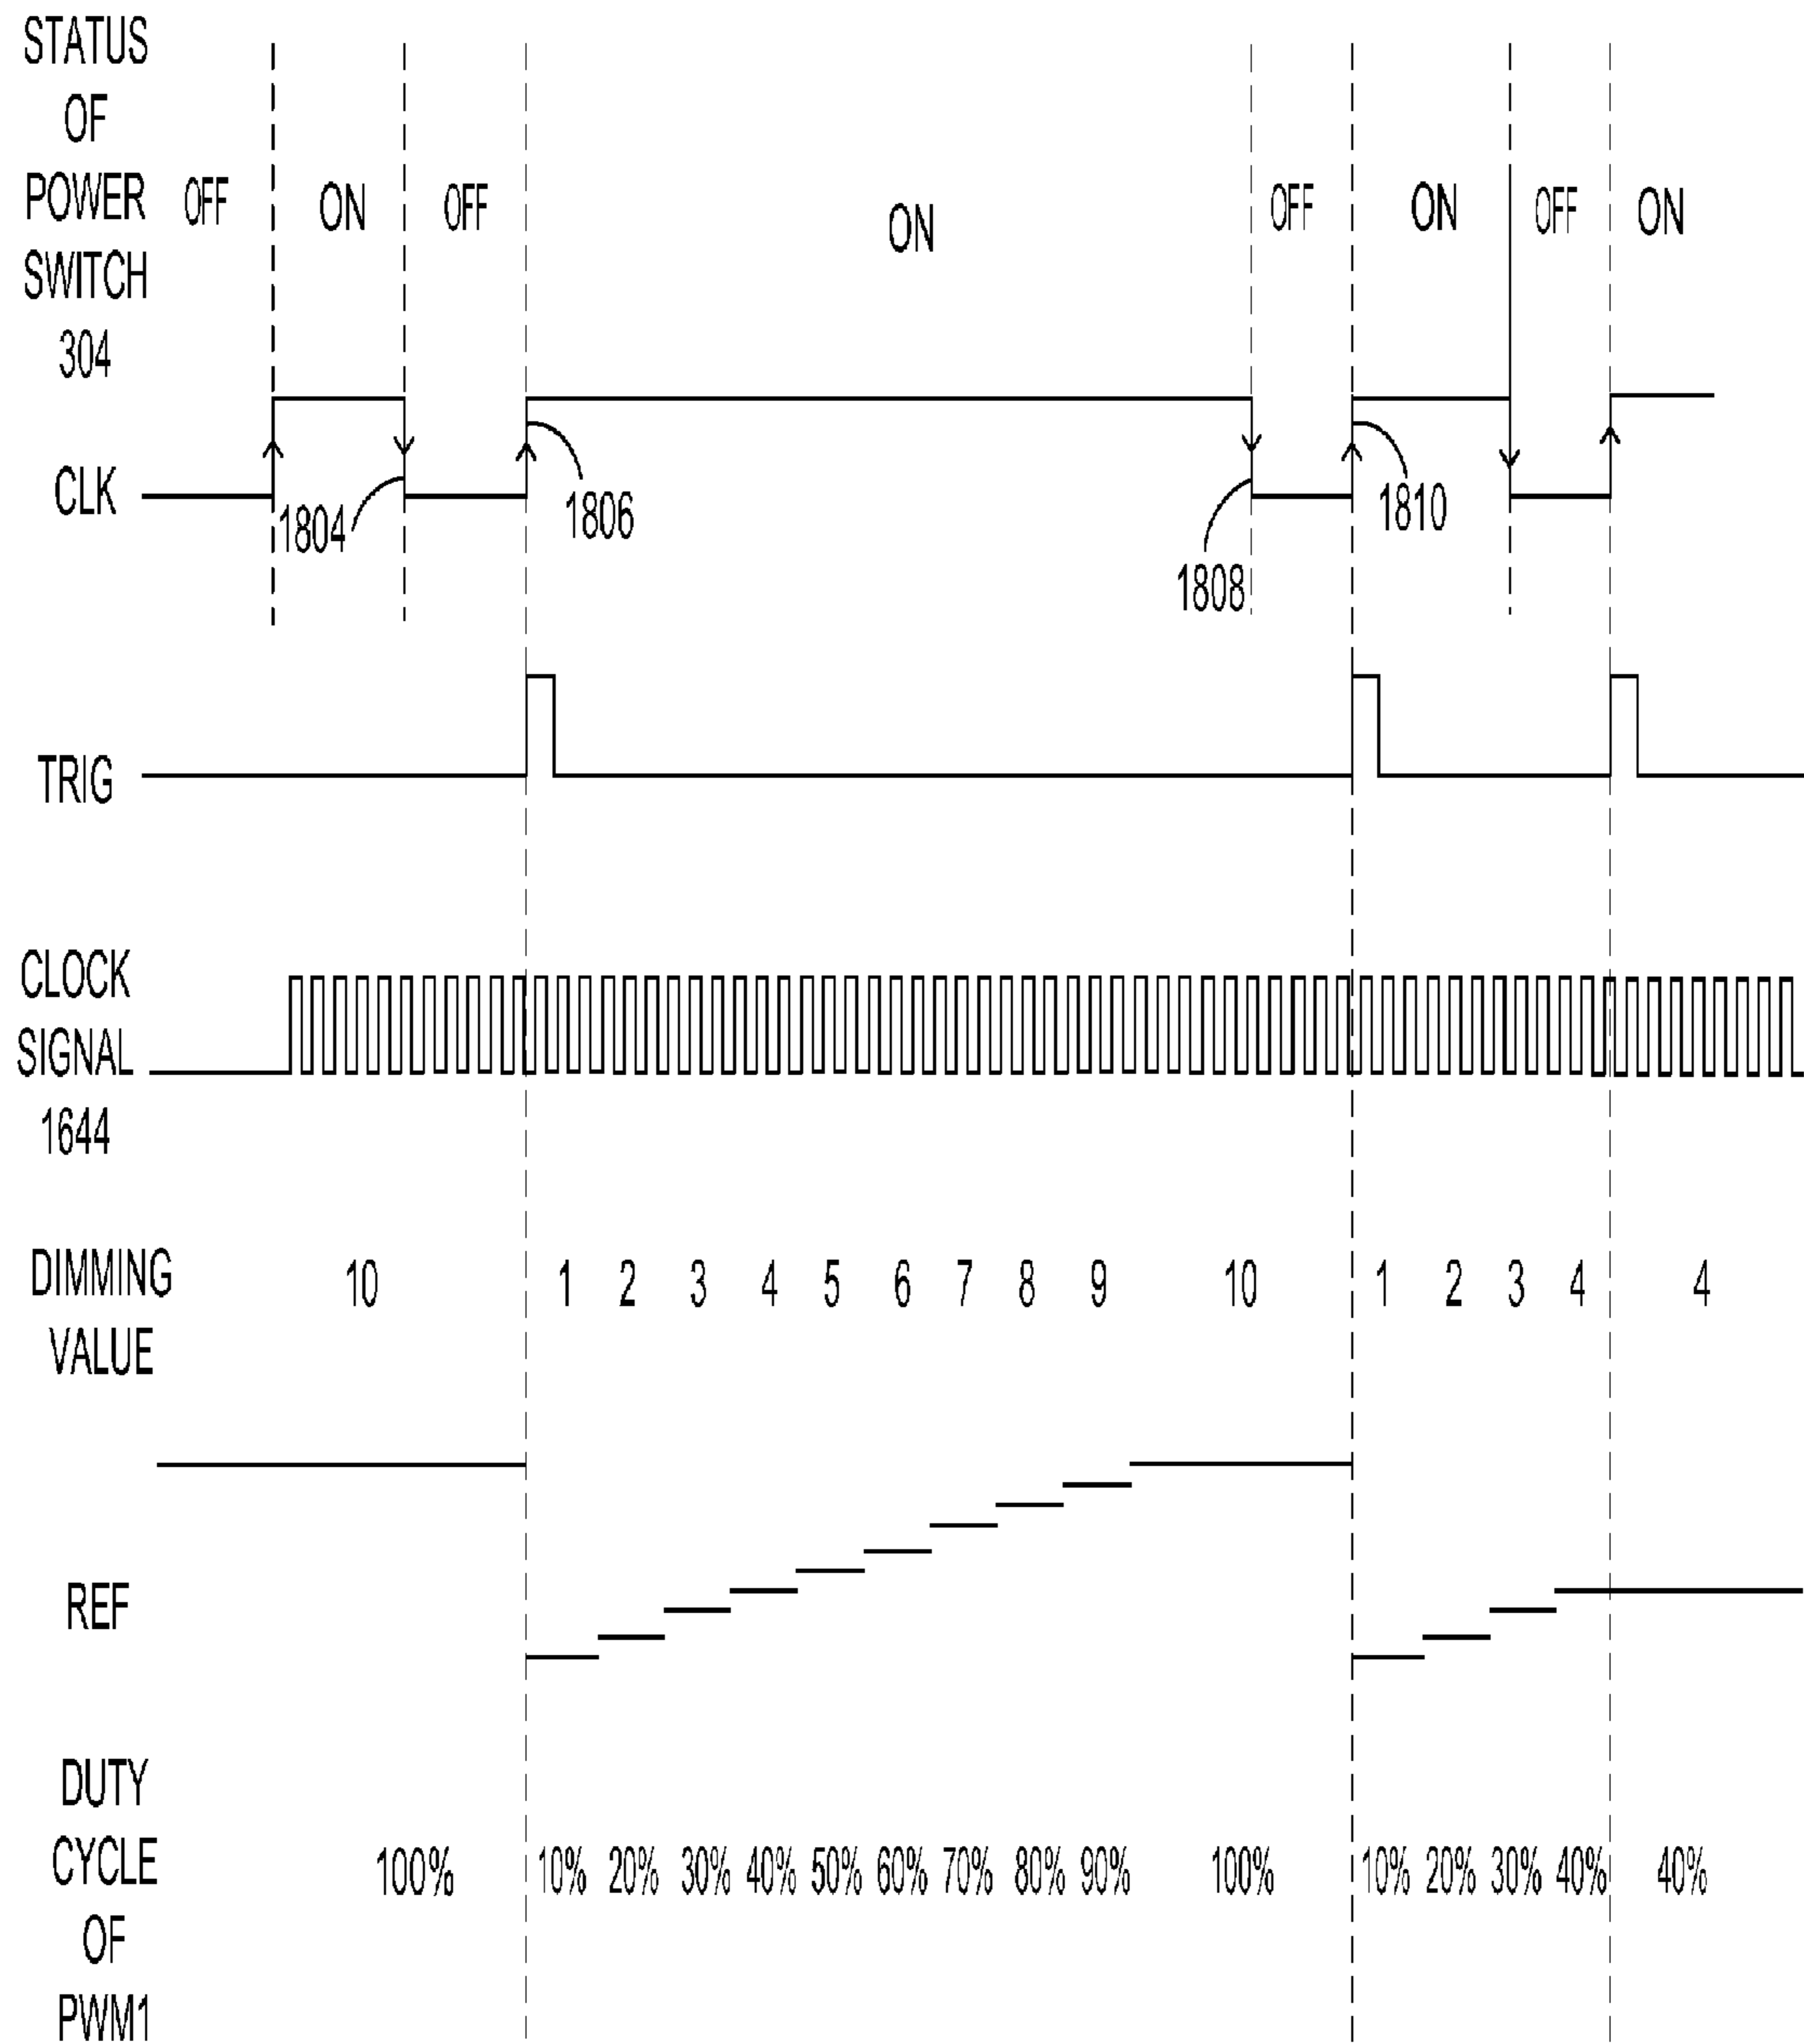 STATUS
OF
POWER
SWITCH
304
OFF ON OFF ON OFF ON OFF ON
CLK
1804 1806 1808 1810
TRIG
CLOCK
SIGNAL
1644
DIMMING
VALUE
10 1 2 3 4 5 6 7 8 9 10 1 2 3 4 4
REF
DUTY
CYCLE
OF
PWM1
100% 10% 20% 30% 40% 50% 60% 70% 80% 90% 100% 10% 20% 30% 40% 40%